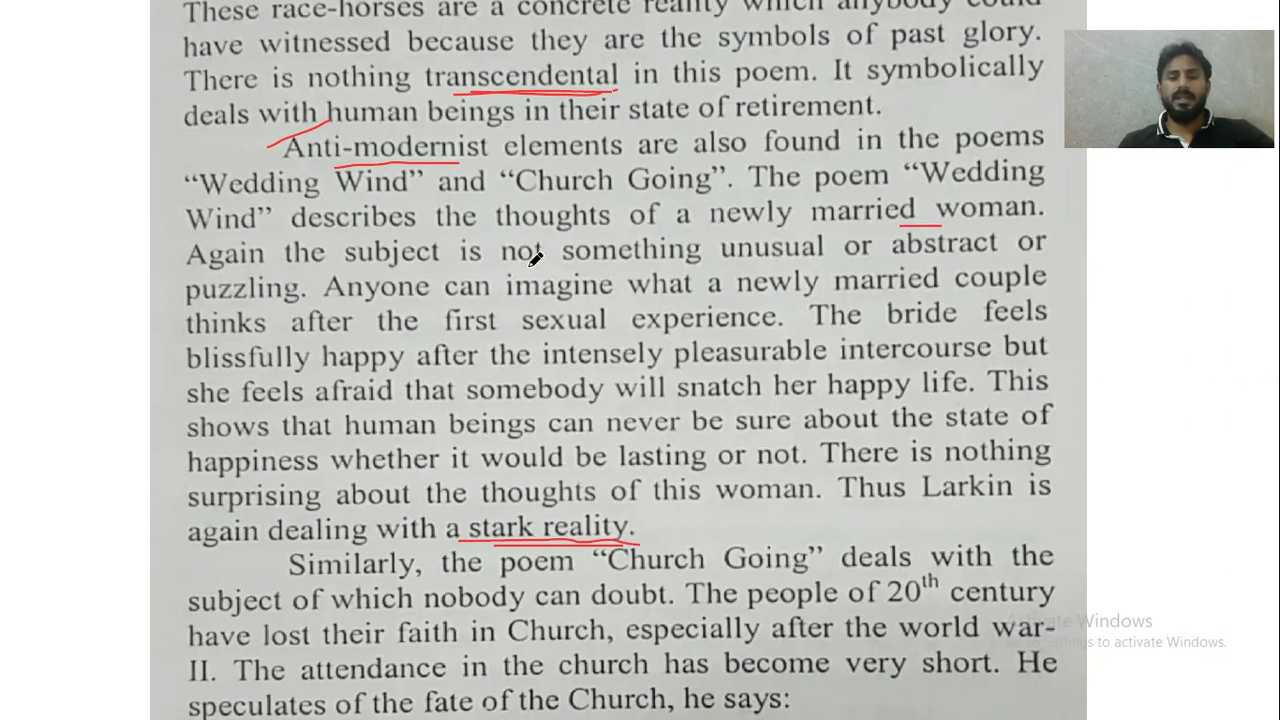 These race-horses are a concrete reality which anybody could
have witnessed because they are the symbols of past glory.
There is nothing transcendental in this poem. It symbolically
deals with human beings in their state of retirement.
Anti-modernist elements are also found in the poems
“Wedding Wind” and “Church Going”. The poem “Wedding
Wind” describes the thoughts of a newly married woman.
Again the subject is not something unusual or abstract or
puzzling. Anyone can imagine what a newly married couple
thinks after the first sexual experience. The bride feels
blissfully happy after the intensely pleasurable intercourse but
she feels afraid that somebody will snatch her happy life. This
shows that human beings can never be sure about the state of
happiness whether it would be lasting or not. There is nothing
surprising about the thoughts of this woman. Thus Larkin is
again dealing with a stark reality.
Similarly, the poem “Church Going” deals with the
subject of which nobody can doubt. The people of 20th century
have lost their faith in Church, especially after the world war-
II. The attendance in the church has become very short. He
speculates of the fate of the Church, he says:
Activate Windows
to activate Windows.